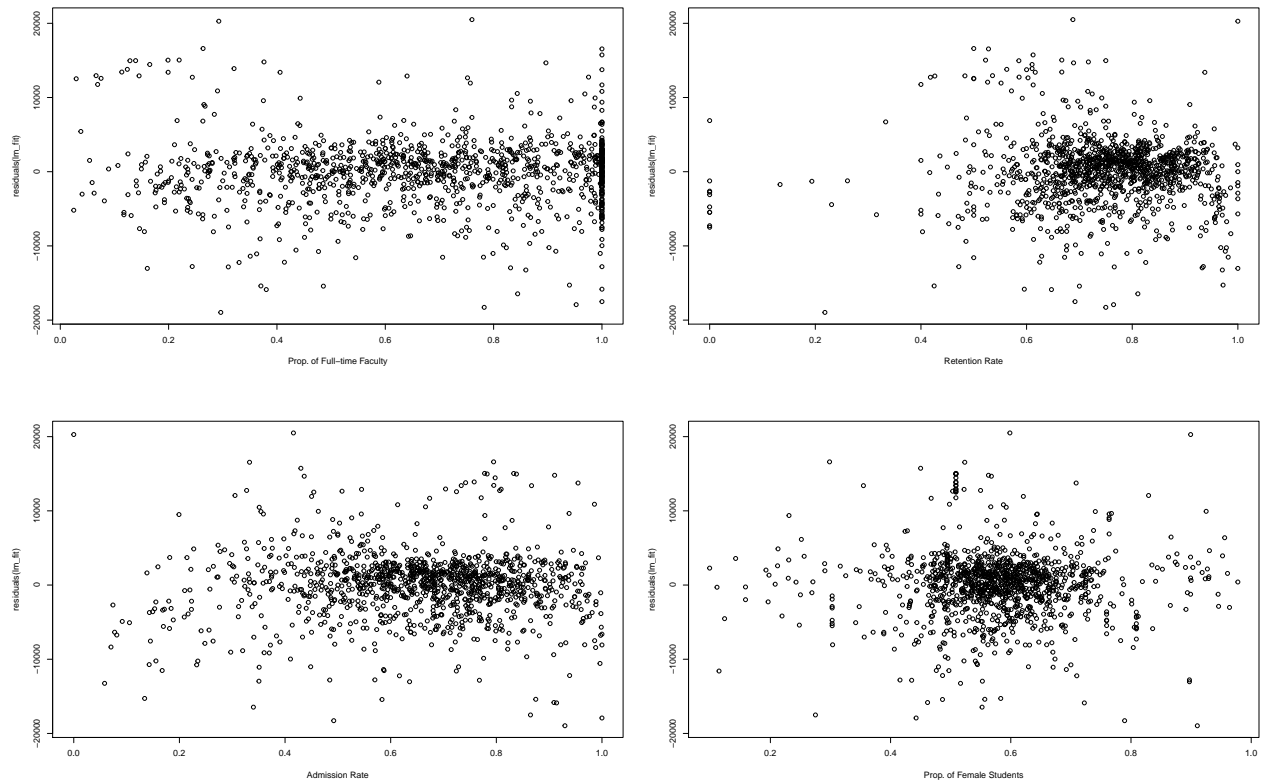 20000
10000
0
−10000
−20000
residuals(lm_fit)
0.0 0.2 0.4 0.6 0.8 1.0
Prop. of Full−time Faculty
20000
10000
0
−10000
−20000
residuals(lm_fit)
0.0 0.2 0.4 0.6 0.8 1.0
Retention Rate
20000
10000
0
−10000
−20000
residuals(lm_fit)
0.0 0.2 0.4 0.6 0.8 1.0
Admission Rate
20000
10000
0
−10000
−20000
residuals(lm_fit)
0.2 0.4 0.6 0.8 1.0
Prop. of Female Students